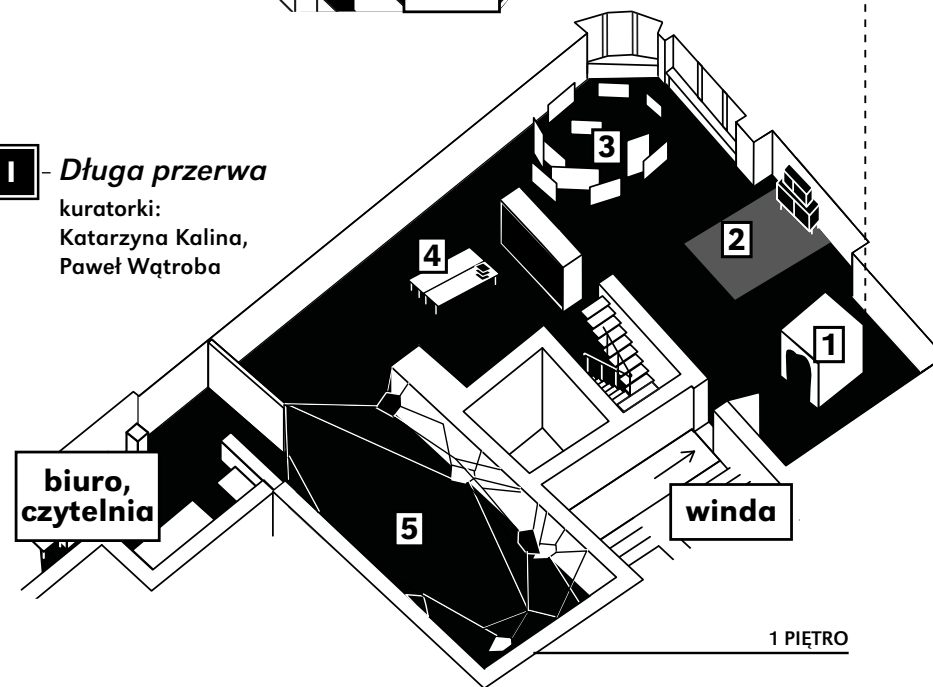 I - Długa przerwa
kuratorki:
Katarzyna Kalina,
Paweł Wątroba
3
2
4
1
biuro,
czytelnia
5
winda
1 PIĘTRO